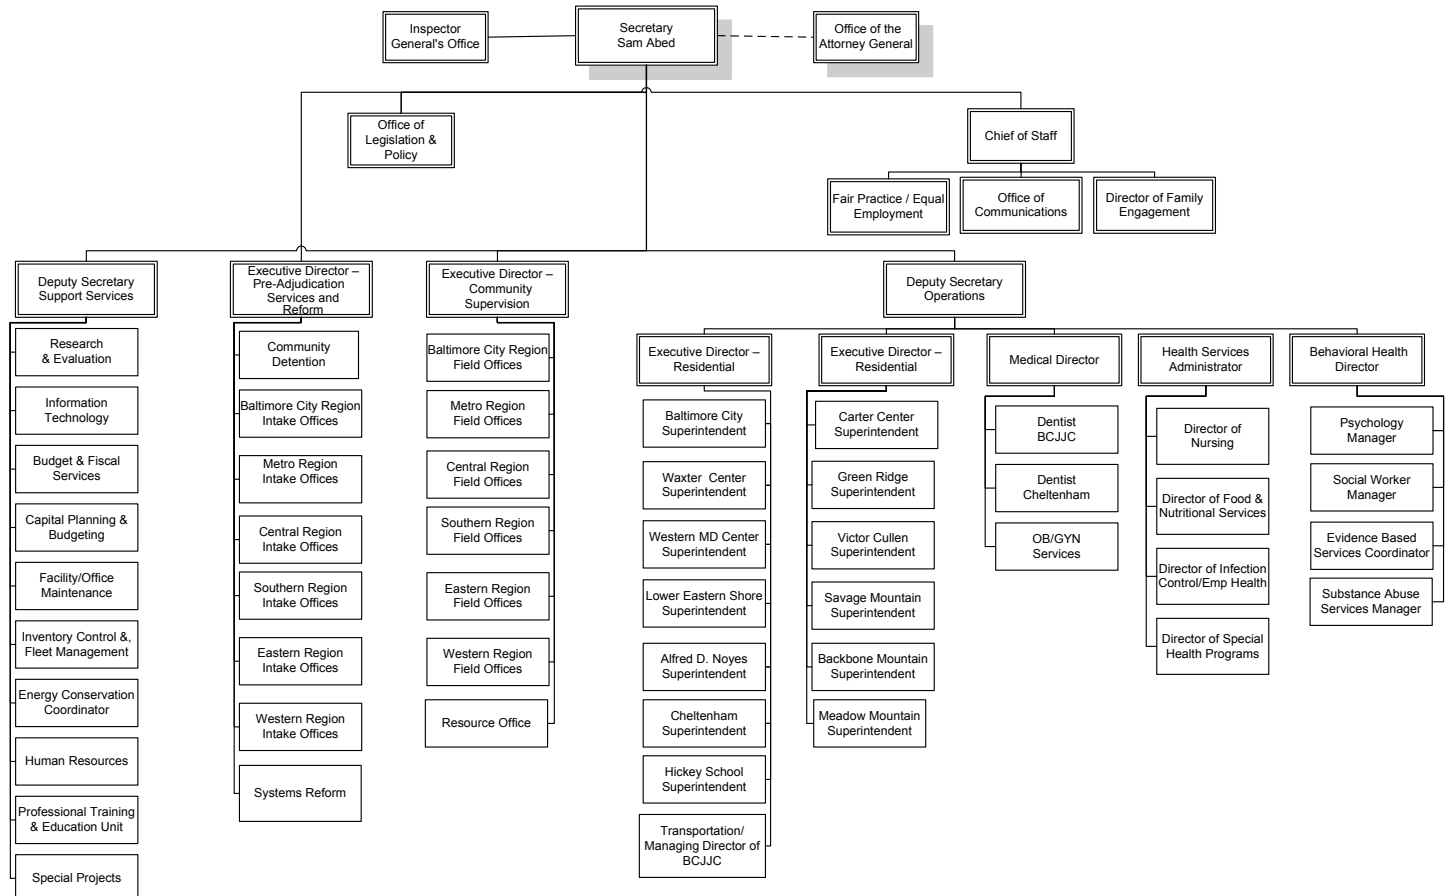 Inspector
General's Office
Secretary
Sam Abed
Office of the
Attorney General
Office of
Legislation &
Policy
Chief of Staff
Fair Practice / Equal
Employment
Office of
Communications
Director of Family
Engagement
Deputy Secretary
Support Services
Executive Director –
Pre-Adjudication
Services and
Reform
Executive Director –
Community
Supervision
Deputy Secretary
Operations
Research
& Evaluation
Information
Technology
Budget & Fiscal
Services
Capital Planning &
Budgeting
Facility/Office
Maintenance
Inventory Control &,
Fleet Management
Energy Conservation
Coordinator
Human Resources
Professional Training
& Education Unit
Special Projects
Community
Detention
Baltimore City Region
Intake Offices
Metro Region
Intake Offices
Central Region
Intake Offices
Southern Region
Intake Offices
Eastern Region
Intake Offices
Western Region
Intake Offices
Systems Reform
Baltimore City Region
Field Offices
Metro Region
Field Offices
Central Region
Field Offices
Southern Region
Field Offices
Eastern Region
Field Offices
Western Region
Field Offices
Resource Office
Executive Director –
Residential
Baltimore City
Superintendent
Waxter  Center
Superintendent
Western MD Center
Superintendent
Lower Eastern Shore
Superintendent
Alfred D. Noyes
Superintendent
Cheltenham
Superintendent
Hickey School
Superintendent
Transportation/
Managing Director of
BCJJC
Executive Director –
Residential
Carter Center
Superintendent
Green Ridge
Superintendent
Victor Cullen
Superintendent
Savage Mountain
Superintendent
Backbone Mountain
Superintendent
Meadow Mountain
Superintendent
Medical Director
Dentist
BCJJC
Dentist
Cheltenham
OB/GYN
Services
Health Services
Administrator
Director of
Nursing
Director of Food &
Nutritional Services
Director of Infection
Control/Emp Health
Director of Special
Health Programs
Behavioral Health
Director
Psychology
Manager
Social Worker
Manager
Evidence Based
Services Coordinator
Substance Abuse
Services Manager